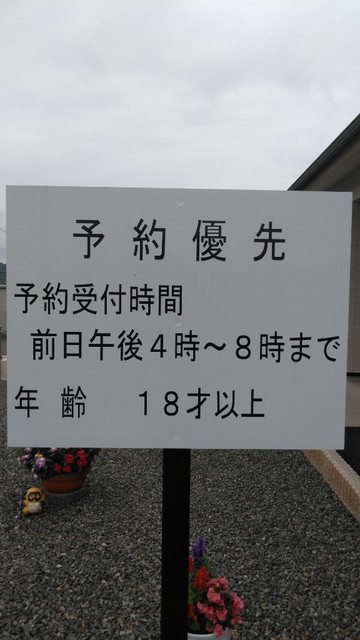 予約優先
予約受付時間
前日午後4時～8時まで
年齢 18才以上